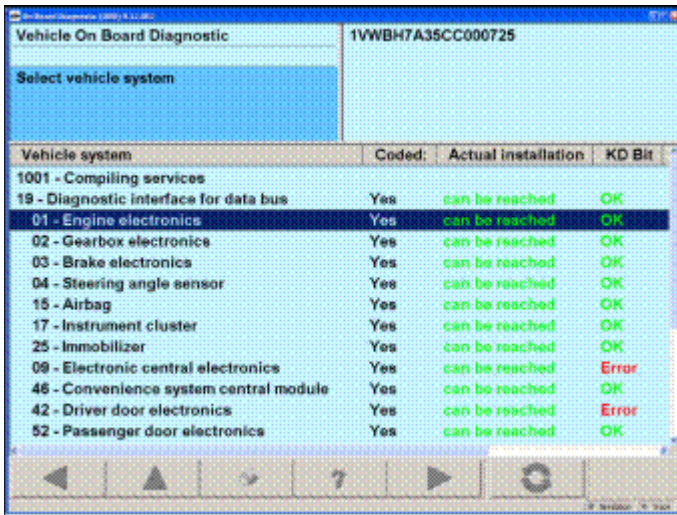 Vehicle On Board Diagnostic
1VWBH7A35CC000725
Select vehicle system
Vehicle system Coded: Actual installation KD Bit
1001 - Compiling services
19 - Diagnostic interface for data bus Yes can be reached OK
01 - Engine electronics Yes can be reached OK
02 - Gearbox electronics Yes can be reached OK
03 - Brake electronics Yes can be reached OK
04 - Steering angle sensor Yes can be reached OK
15 - Airbag Yes can be reached OK
17 - Instrument cluster Yes can be reached OK
25 - Immobilizer Yes can be reached OK
09 - Electronic central electronics Yes can be reached Error
46 - Convenience system central module Yes can be reached OK
42 - Driver door electronics Yes can be reached Error
52 - Passenger door electronics Yes can be reached OK
?